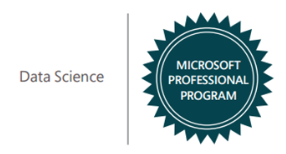 Data Science
MICROSOFT
PROFESSIONAL
PROGRAM